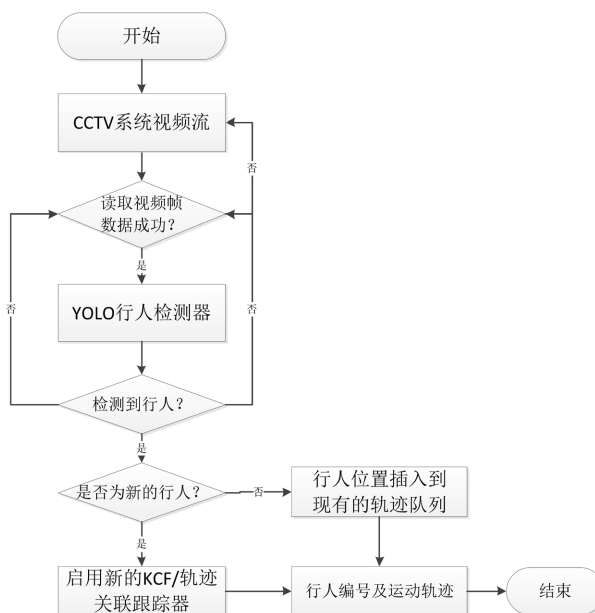 开始
CCTV系统视频流
否
读取视频帧
数据成功？
是
YOLO行人检测器
否
否
检测到行人？
是
是否为新的行人？
否
行人位置插入到
现有的轨迹队列
是
启用新的KCF/轨迹
关联跟踪器
行人编号及运动轨迹
结束